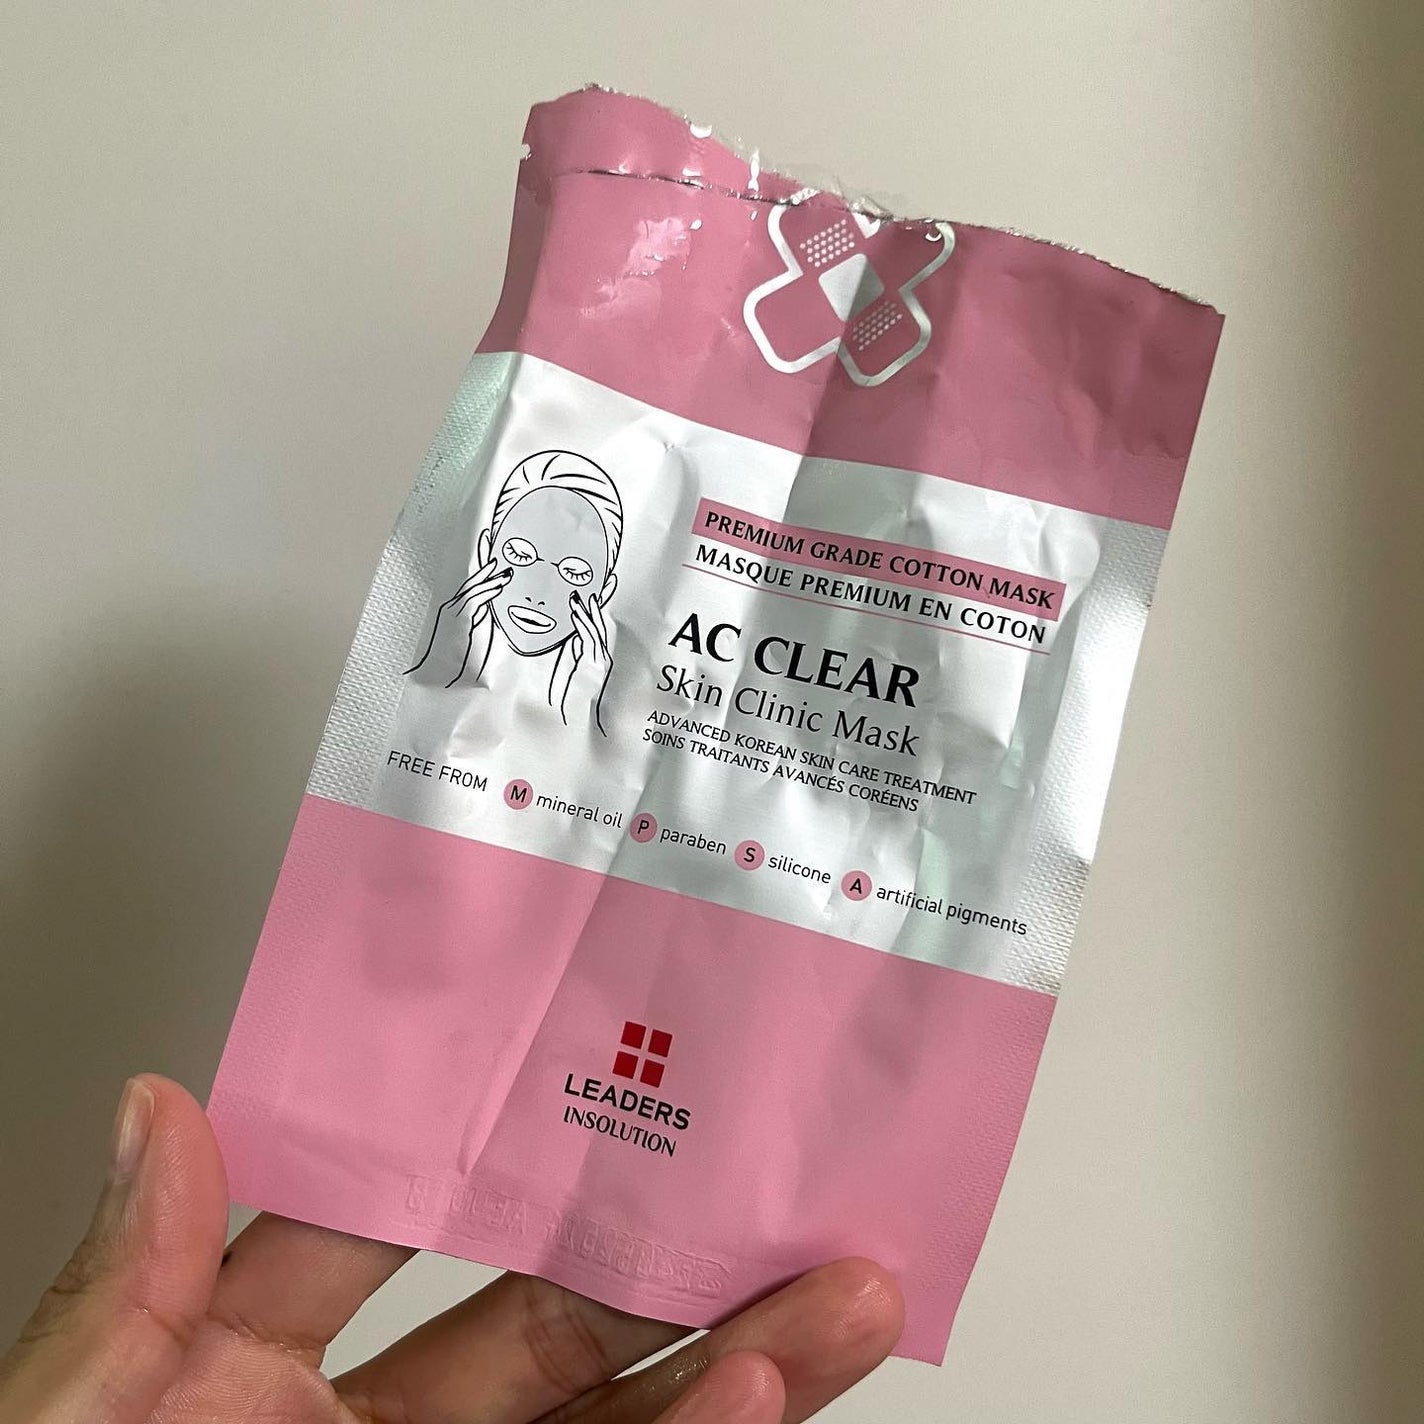 PREMIUM GRADE COTTON MASK
MASQUE PREMIUM EN COTON
AC CLEAR
Skin Clinic Mask
ADVANCED KOREAN SKIN CARE TREATMENT
SOINS TRAITANTS AVANCÉS CORÉENS
FREE FROM M mineral oil P paraben S silicone A artificial pigments
LEADERS
INSOLUTION